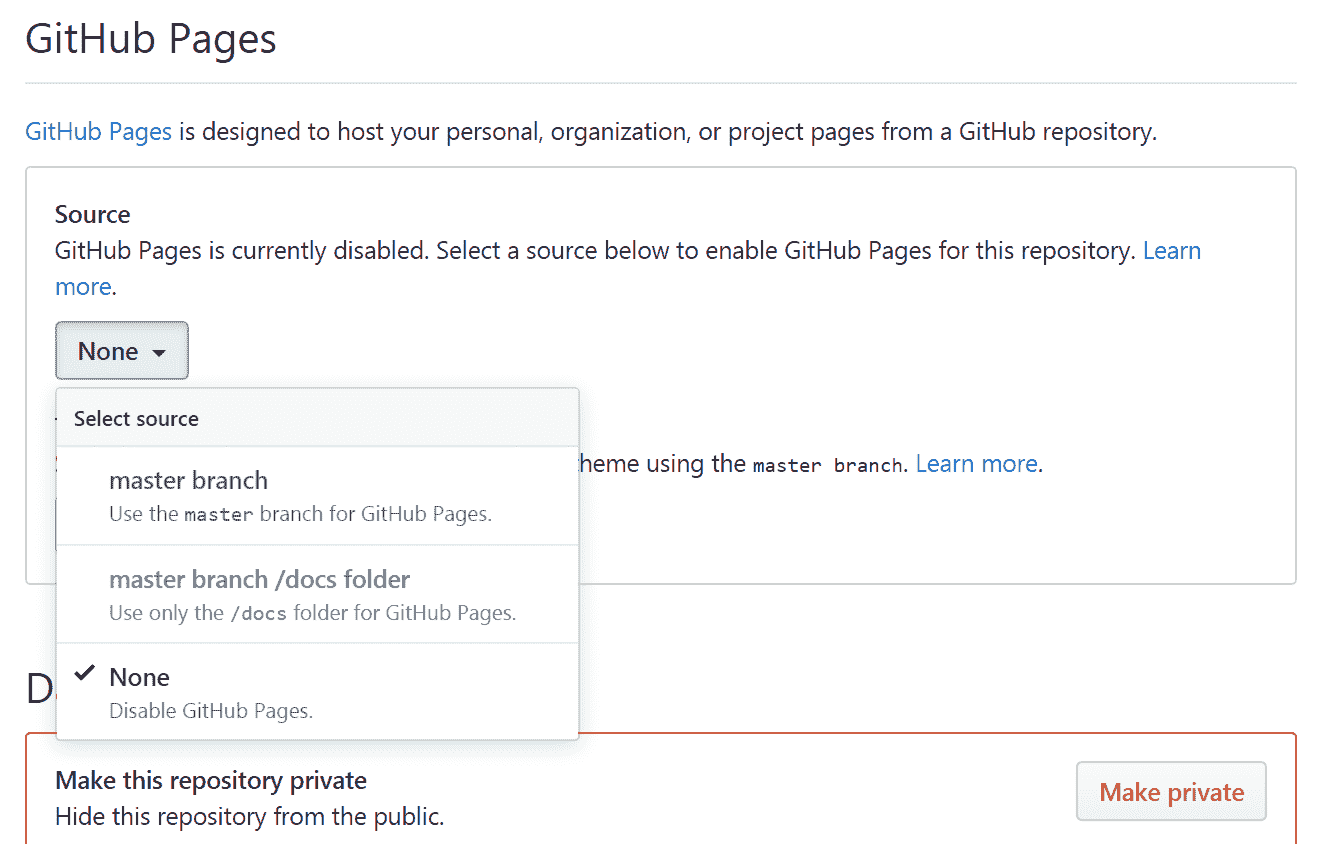 GitHub Pages
GitHub Pages is designed to host your personal, organization, or project pages from a GitHub repository.
Source
GitHub Pages is currently disabled. Select a source below to enable GitHub Pages for this repository. Learn
more.
None
Select source
theme using the master branch. Learn more.
master branch
Use the master branch for GitHub Pages.
master branch /docs folder
Use only the /docs folder for GitHub Pages.
None
Disable GitHub Pages.
Make this repository private
Hide this repository from the public.
Make private